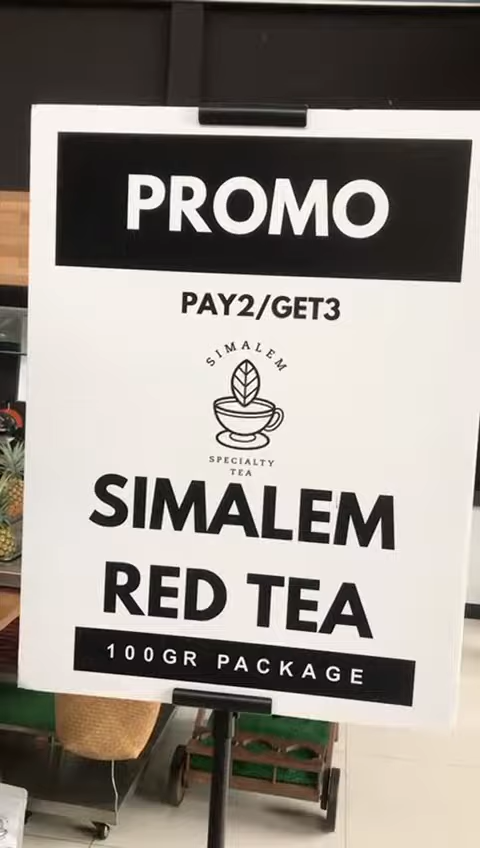 PROMO
PAY2/GET3
SIMALEM
SPECIALTY
TEA
SIMALEM
RED TEA
100GR PACKAGE